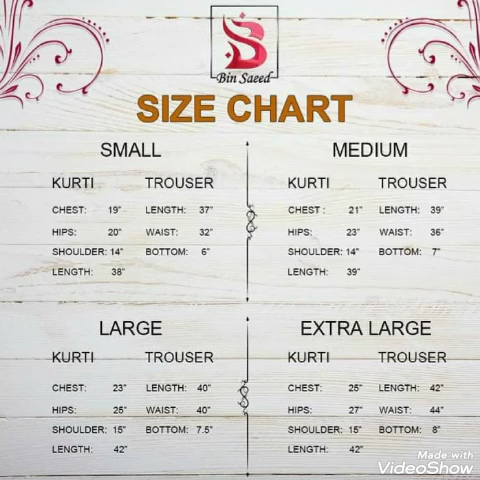 Bin Saeed
SIZE CHART
SMALL
KURTI TROUSER
CHEST: 19" LENGTH: 37"
HIPS: 20" WAIST: 32"
SHOULDER: 14" BOTTOM: 6"
LENGTH: 38"
MEDIUM
KURTI TROUSER
CHEST : 21" LENGTH: 39"
HIPS: 23" WAIST: 36"
SHOULDER: 14" BOTTOM: 7"
LENGTH: 39"
LARGE
KURTI TROUSER
CHEST: 23" LENGTH: 40"
HIPS: 25" WAIST: 40"
SHOULDER: 15" BOTTOM: 7.5"
LENGTH: 42"
EXTRA LARGE
KURTI TROUSER
CHEST: 25" LENGTH: 42"
HIPS: 27" WAIST: 44"
SHOULDER: 15" BOTTOM: 8"
LENGTH: 42"
Made with
VideoShow